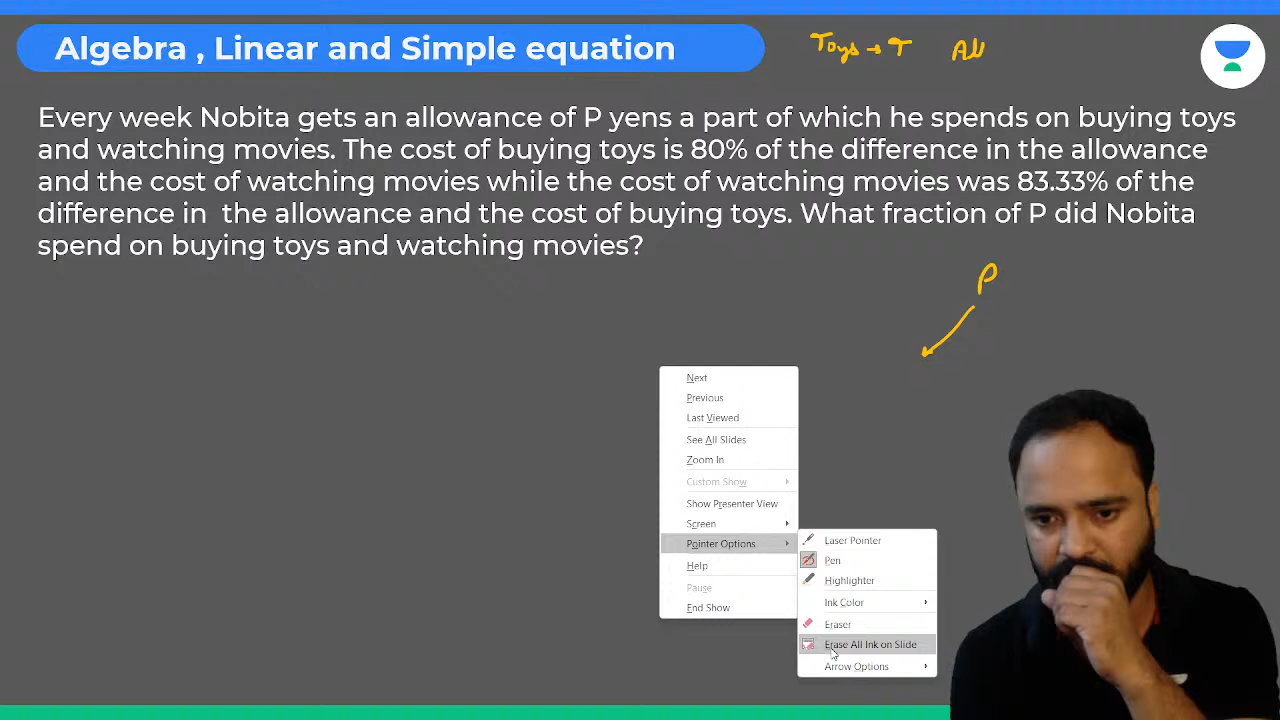 Algebra , Linear and Simple equation
Toys → T All
Every week Nobita gets an allowance of P yens a part of which he spends on buying toys
and watching movies. The cost of buying toys is 80% of the difference in the allowance
and the cost of watching movies while the cost of watching movies was 83.33% of the
difference in the allowance and the cost of buying toys. What fraction of P did Nobita
spend on buying toys and watching movies?
P
Next
Previous
Last Viewed
See All Slides
Zoom In
Custom Show
Show Presenter View
Screen
Pointer Options
Help
Pause
End Show
Laser Pointer
Pen
Highlighter
Ink Color
Eraser
Erase All Ink on Slide
Arrow Options